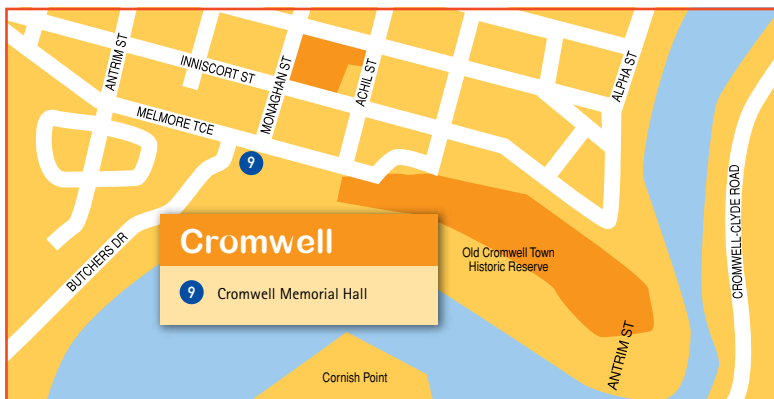 ANTRIM ST
INNISCORT ST
MONAGHAN ST
ACHIL ST
ALPHA ST
MELMORE TCE
9
CROMWELL-CLYDE ROAD
BUTCHERS DR
Cromwell
9 Cromwell Memorial Hall
Old Cromwell Town
Historic Reserve
ANTRIM ST
Cornish Point